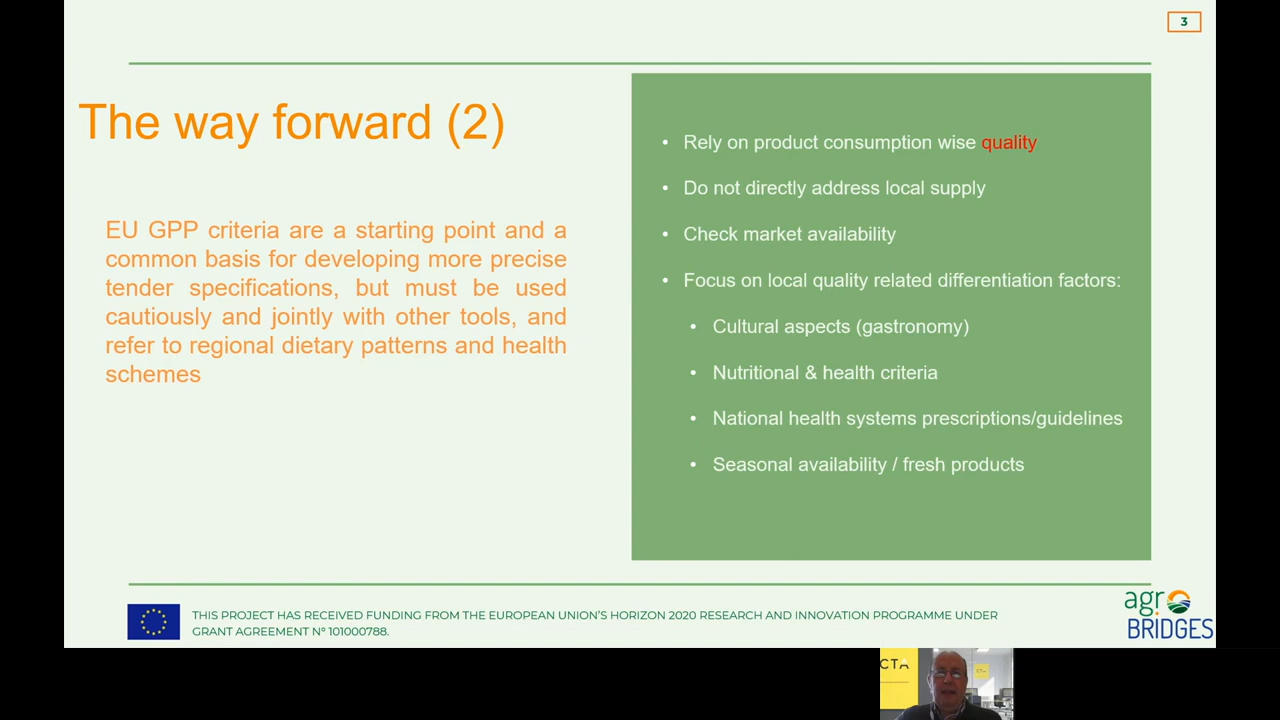 3
The way forward (2)
EU GPP criteria are a starting point and a
common basis for developing more precise
tender specifications, but must be used
cautiously and jointly with other tools, and
refer to regional dietary patterns and health
schemes
• Rely on product consumption wise quality
• Do not directly address local supply
• Check market availability
• Focus on local quality related differentiation factors:
• Cultural aspects (gastronomy)
• Nutritional & health criteria
• National health systems prescriptions/guidelines
• Seasonal availability / fresh products
THIS PROJECT HAS RECEIVED FUNDING FROM THE EUROPEAN UNION’S HORIZON 2020 RESEARCH AND INNOVATION PROGRAMME UNDER
GRANT AGREEMENT Nº 101000788.
agro
BRIDGES
CTA